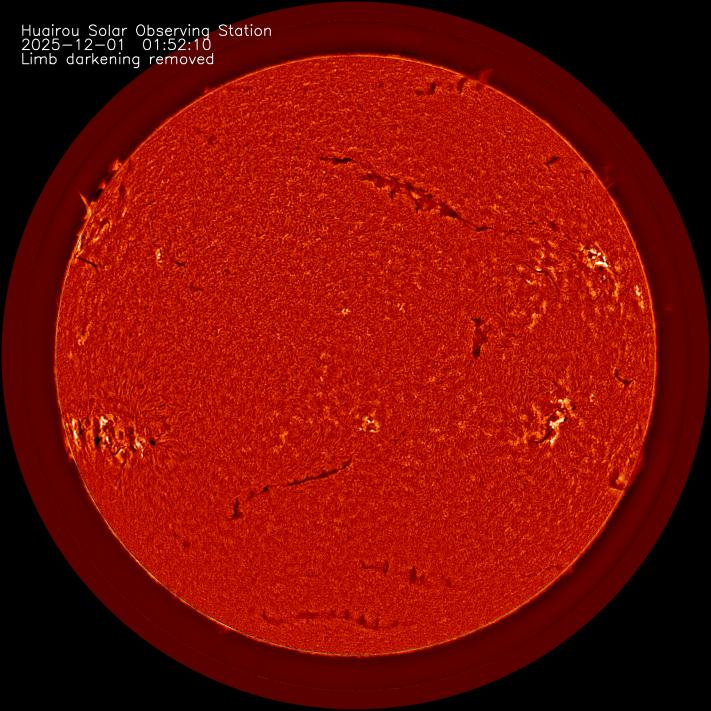 Huairou Solar Observing Station
2025-12-01 01:52:10
Limb darkening removed